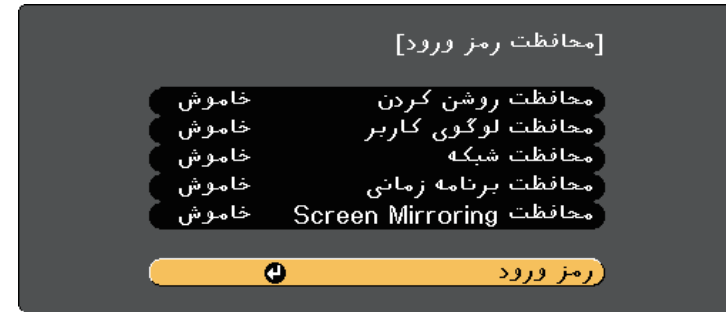 [محافظت رمز ورود]
محافظت روشن کردن خاموش
محافظت لوگوی کاربر خاموش
محافظت شبکه خاموش
محافظت برنامه زمانی خاموش
محافظت Screen Mirroring خاموش
رمز ورود